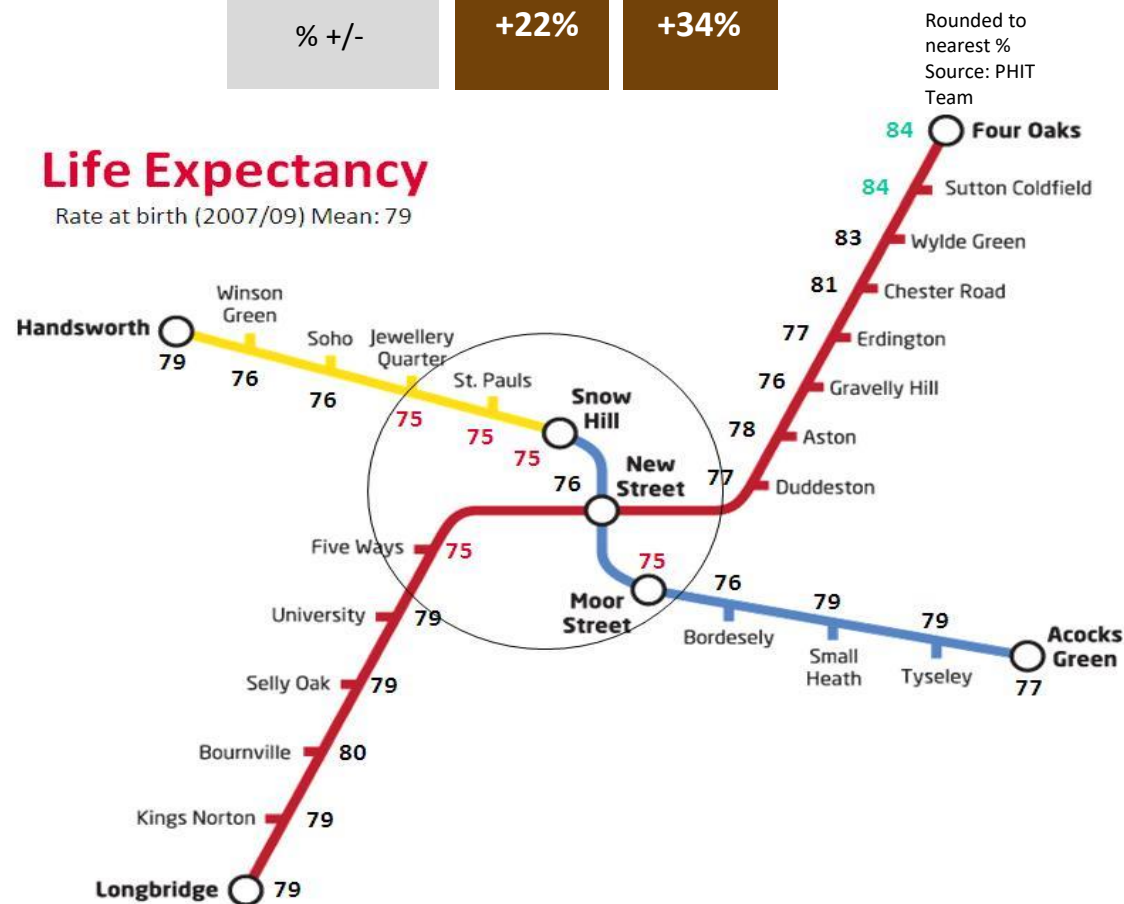 % +/-
+22%
+34%
Rounded to
nearest %
Source: PHIT
Team
Life Expectancy
Rate at birth (2007/09) Mean: 79
84
Four Oaks
84
Sutton Coldfield
83
Wylde Green
81
Chester Road
77
Erdington
76
Gravelly Hill
78
Aston
77
Duddeston
Handsworth
79
Winson
Green
76
Soho
76
Jewellery
Quarter
75
St. Pauls
75
Snow
Hill
75
New
Street
76
Five Ways
75
University
79
Selly Oak
79
Bournville
80
Kings Norton
79
Longbridge
79
75
Moor
Street
76
Bordesely
79
Small
Heath
79
Tyseley
Acocks
Green
77